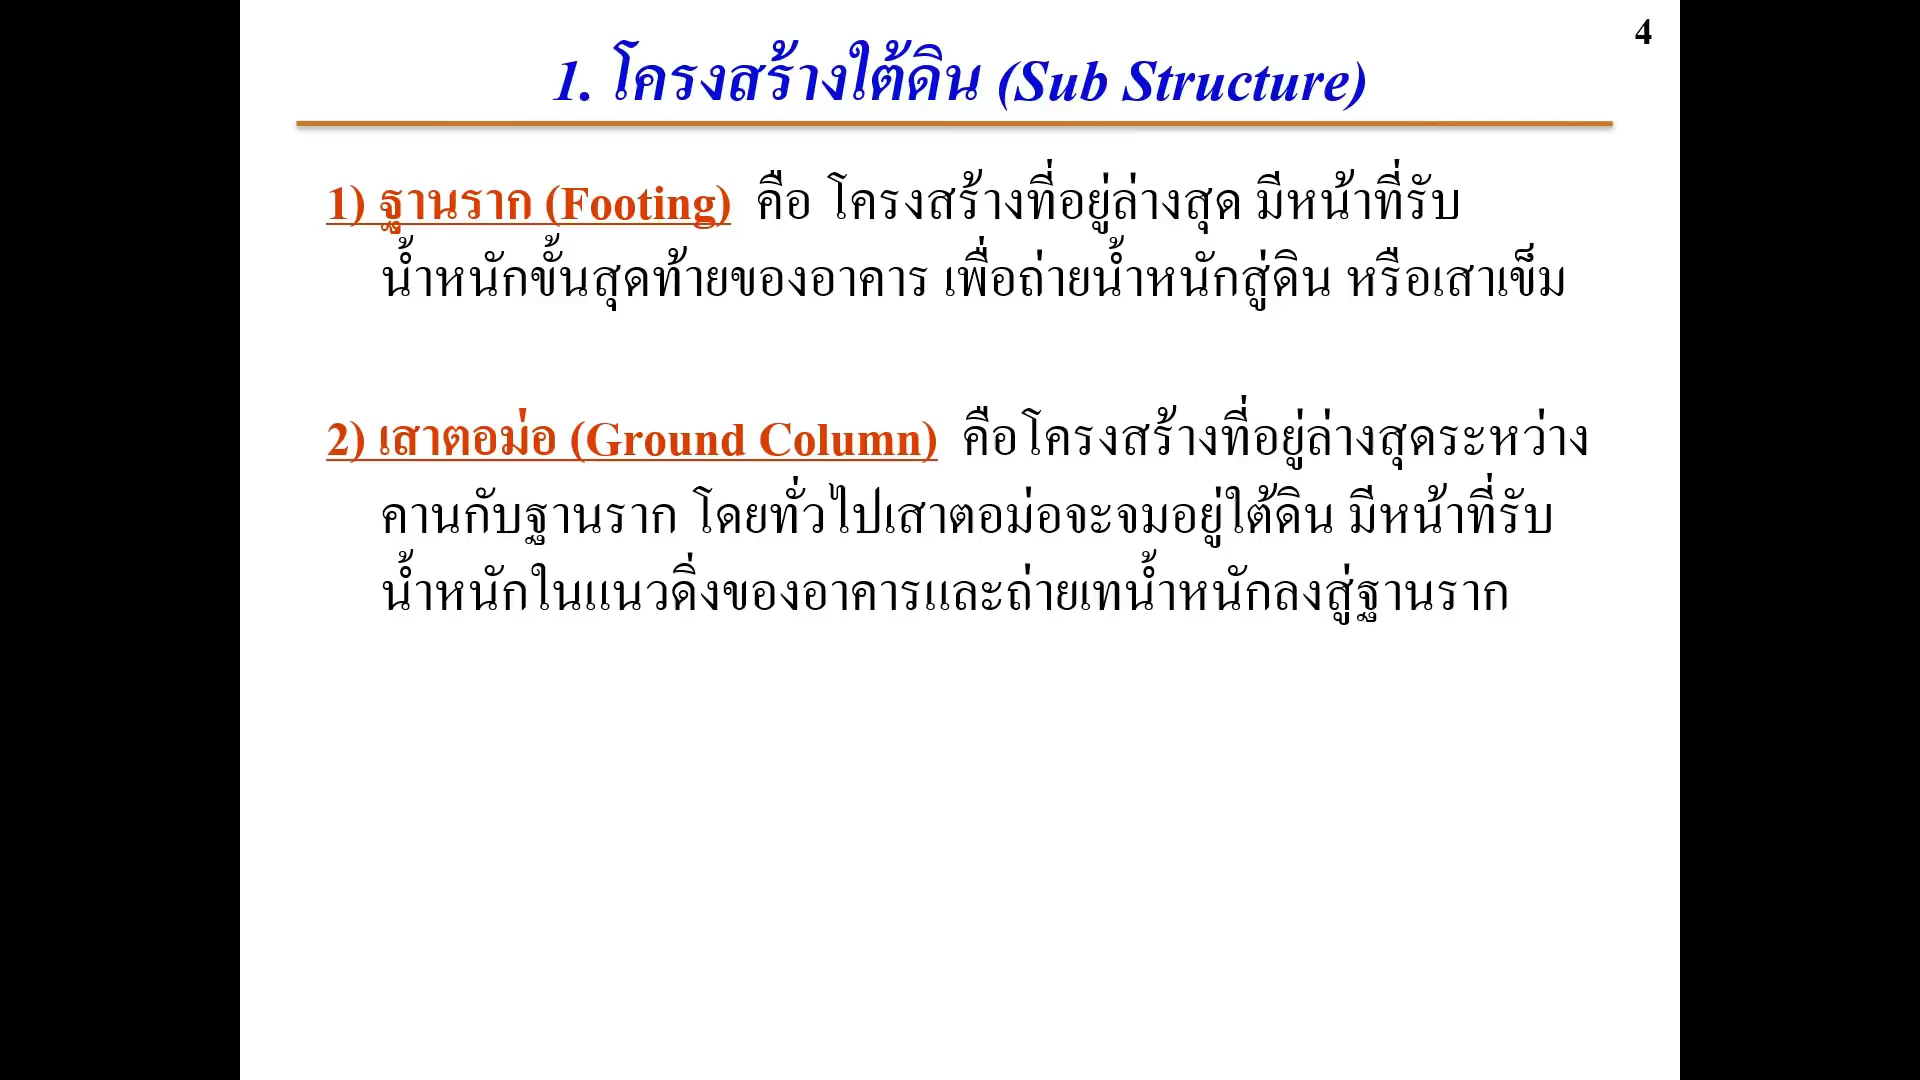 4
1. โครงสร้างใต้ดิน (Sub Structure)
1) ฐานราก (Footing) คือ โครงสร้างที่อยู่ล่างสุด มีหน้าที่รับ
น้ำหนักขั้นสุดท้ายของอาคาร เพื่อถ่ายน้ำหนักสู่ดิน หรือเสาเข็ม
2) เสาตอม่อ (Ground Column) คือโครงสร้างที่อยู่ล่างสุดระหว่าง
คานกับฐานราก โดยทั่วไปเสาตอม่อจะจมอยู่ใต้ดิน มีหน้าที่รับ
น้ำหนักในแนวดิ่งของอาคารและถ่ายเทน้ำหนักลงสู่ฐานราก